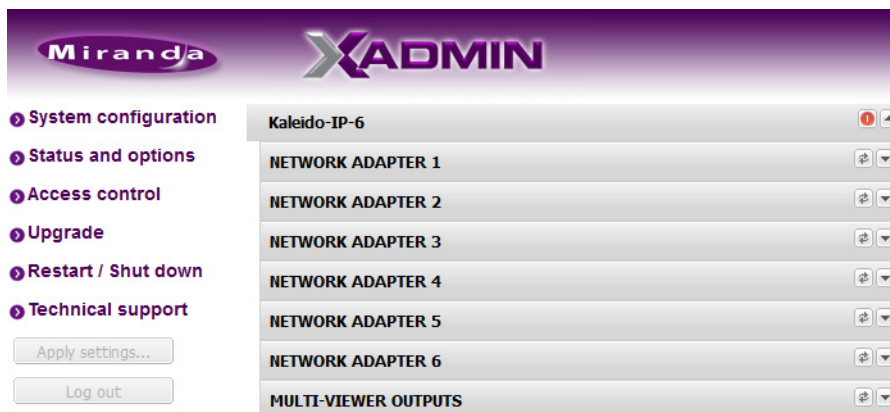 Miranda
XADMIN
System configuration
Status and options
Access control
Upgrade
Restart / Shut down
Technical support
Apply settings...
Log out
Kaleido-IP-6
NETWORK ADAPTER 1
NETWORK ADAPTER 2
NETWORK ADAPTER 3
NETWORK ADAPTER 4
NETWORK ADAPTER 5
NETWORK ADAPTER 6
MULTI-VIEWER OUTPUTS